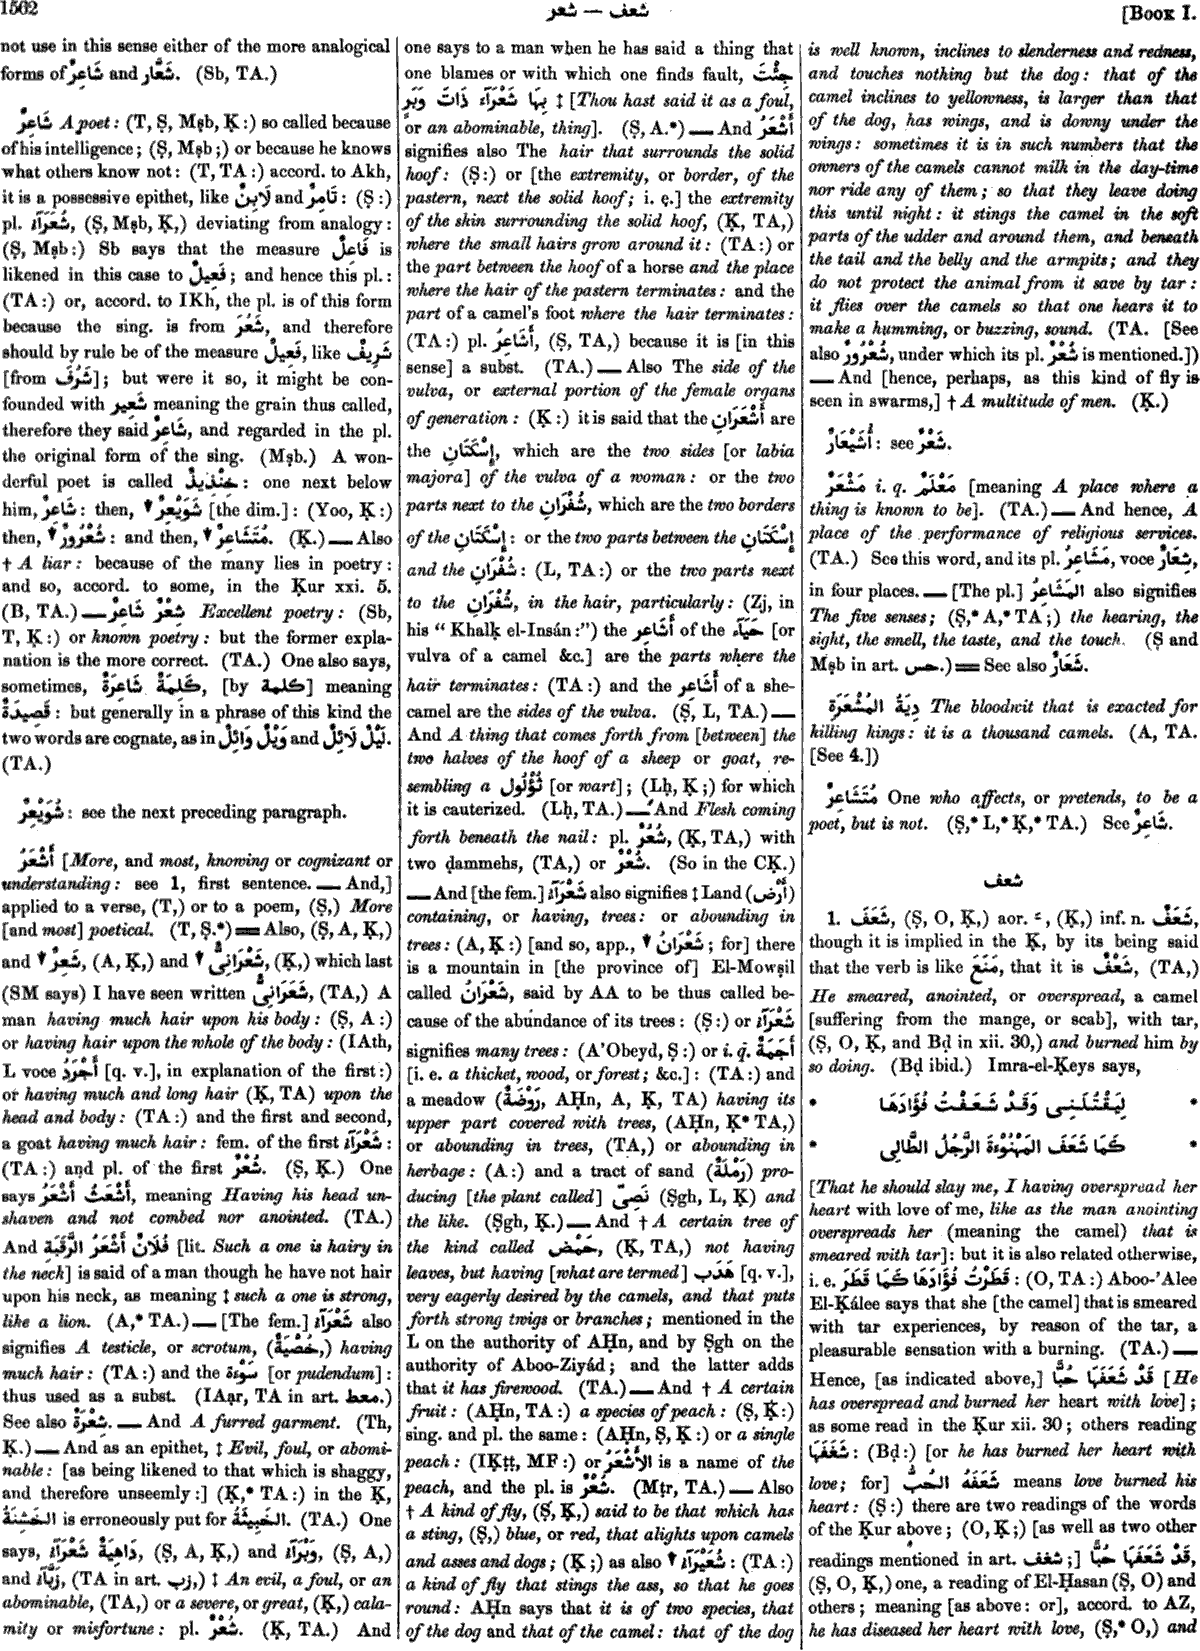 1562
شعف — شعر
[BOOK I.
not use in this sense either of the more analogical
forms of شَاعِرٌ and شَعَّار. (Sb, TA.)
شَاعِرٌ A poet: (T, Ṣ, Mṣb, Ḳ:) so called because
of his intelligence; (Ṣ, Mṣb;) or because he knows
what others know not: (T, TA:) accord. to Akh,
it is a possessive epithet, like لَابِنٌ and تَامِرٌ: (Ṣ:)
pl. شُعَرَآءُ, (Ṣ, Mṣb, Ḳ,) deviating from analogy:
(Ṣ, Mṣb:) Sb says that the measure فَاعِلٌ is
likened in this case to فَعِيلٌ; and hence this pl.:
(TA:) or, accord. to IKh, the pl. is of this form
because the sing. is from شَعُرَ, and therefore
should by rule be of the measure فَعِيلٌ, like شَرِيفٌ
[from شَرُفَ]; but were it so, it might be con-
founded with شَعِير meaning the grain thus called,
therefore they said شَاعِرٌ, and regarded in the pl.
the original form of the sing. (Mṣb.) A won-
derful poet is called خِنْذِيذٌ: one next below
him, شَاعِرٌ: then, ▼ شُوَيْعِرٌ [the dim.]: (Yoo, Ḳ:)
then, ▼ شُعْرُورٌ: and then, ▼ مُتَشَاعِرٌ. (Ḳ.) — Also
† A liar: because of the many lies in poetry:
and so, accord. to some, in the Ḳur xxi. 5.
(B, TA.) — شِعْرٌ شَاعِرٌ Excellent poetry: (Sb,
T, Ḳ:) or known poetry: but the former expla-
nation is the more correct. (TA.) One also says,
sometimes, كَلِمَةٌ شَاعِرَةٌ, [by كلمة] meaning
قَصِيدَةٌ: but generally in a phrase of this kind the
two words are cognate, as in وَيْلٌ وَائِلٌ and لَيْلٌ لَائِلٌ.
(TA.)
شُوَيْعِرٌ: see the next preceding paragraph.
أَشْعَرُ [More, and most, knowing or cognizant or
understanding: see 1, first sentence. — And,]
applied to a verse, (T,) or to a poem, (Ṣ,) More
[and most] poetical. (T, Ṣ.*) = Also, (Ṣ, A, Ḳ,)
and ▼ شَعِرٌ, (A, Ḳ,) and ▼ شَعْرَانِىٌّ, (Ḳ,) which last
(SM says) I have seen written شَعَرَانِىٌّ, (TA,) A
man having much hair upon his body: (Ṣ, A:)
or having hair upon the whole of the body: (IAth,
L voce أَجْرَدُ [q. v.], in explanation of the first:)
or having much and long hair (Ḳ, TA) upon the
head and body: (TA:) and the first and second,
a goat having much hair: fem. of the first شَعْرَآءُ:
(TA:) and pl. of the first شُعْرٌ. (Ṣ, Ḳ.) One
says أَشْعَثُ أَشْعَرُ, meaning Having his head un-
shaven and not combed nor anointed. (TA.)
And فُلَانٌ أَشْعَرُ الرَّقَبَةِ [lit. Such a one is hairy in
the neck] is said of a man though he have not hair
upon his neck, as meaning ‡ such a one is strong,
like a lion. (A,* TA.) — [The fem.] شَعْرَآءُ also
signifies A testicle, or scrotum, (خُصْيَةٌ,) having
much hair: (TA:) and the سَوْءَة [or pudendum]:
thus used as a subst. (IAạr, TA in art. معط.)
See also شِعْرَةٌ. — And A furred garment. (Th,
Ḳ.) — And as an epithet, ‡ Evil, foul, or abomi-
nable: [as being likened to that which is shaggy,
and therefore unseemly:] (Ḳ,* TA:) in the Ḳ,
الخَشِنَةُ is erroneously put for الخَبِيثَةُ. (TA.) One
says, دَاهِيَةٌ شَعْرَآءُ, (Ṣ, A, Ḳ,) and وَبْرَآءُ, (Ṣ, A,)
and زَبَّآءُ, (TA in art. زب,) ‡ An evil, a foul, or an
abominable, (TA,) or a severe, or great, (Ḳ,) cala-
mity or misfortune: pl. شُعْرٌ. (Ḳ, TA.) And
one says to a man when he has said a thing that
one blames or with which one finds fault, جِئْتَ
بِهَا شَعْرَآءَ ذَاتَ وَبَرٍ ‡ [Thou hast said it as a foul,
or an abominable, thing]. (Ṣ, A.*) — And أَشْعَرُ
signifies also The hair that surrounds the solid
hoof: (Ṣ:) or [the extremity, or border, of the
pastern, next the solid hoof; i. e.] the extremity
of the skin surrounding the solid hoof, (Ḳ, TA,)
where the small hairs grow around it: (TA:) or
the part between the hoof of a horse and the place
where the hair of the pastern terminates: and the
part of a camel's foot where the hair terminates:
(TA:) pl. أَشَاعِرُ, (Ṣ, TA,) because it is [in this
sense] a subst. (TA.) — Also The side of the
vulva, or external portion of the female organs
of generation: (Ḳ:) it is said that the أَشْعَرَانِ are
the إِسْكَتَانِ, which are the two sides [or labia
majora] of the vulva of a woman: or the two
parts next to the شُفْرَانِ, which are the two borders
of the إِسْكَتَانِ: or the two parts between the إِسْكَتَانِ
and the شُفْرَانِ: (L, TA:) or the two parts next
to the شُفْرَانِ, in the hair, particularly: (Zj, in
his "Khalḳ el-Insán:") the أَشَاعِر of the حَيَآء [or
vulva of a camel &c.] are the parts where the
hair terminates: (TA:) and the أَشَاعِر of a she-
camel are the sides of the vulva. (Ṣ, L, TA.) —
And A thing that comes forth from [between] the
two halves of the hoof of a sheep or goat, re-
sembling a ثُؤْلُول [or wart]; (Lḥ, Ḳ;) for which
it is cauterized. (Lḥ, TA.) — And Flesh coming
forth beneath the nail: pl. شُعُرٌ, (Ḳ, TA,) with
two ḍammehs, (TA,) or شُعْرٌ. (So in the CḲ.)
— And [the fem.] شَعْرَآءُ also signifies ‡ Land (أَرْض)
containing, or having, trees: or abounding in
trees: (A, Ḳ:) [and so, app., ▼ شَعْرَانُ; for] there
is a mountain in [the province of] El-Mowṣil
called شَعْرَانُ, said by AA to be thus called be-
cause of the abundance of its trees: (Ṣ:) or شَعْرَآءُ
signifies many trees: (A'Obeyd, Ṣ:) or i. q. أَجَمَةٌ
[i. e. a thicket, wood, or forest; &c.]: (TA:) and
a meadow (رَوْضَةٌ, AḤn, A, Ḳ, TA) having its
upper part covered with trees, (AḤn, Ḳ* TA,)
or abounding in trees, (TA,) or abounding in
herbage: (A:) and a tract of sand (رَمْلَةٌ) pro-
ducing [the plant called] نَصِىّ (Ṣgh, L, Ḳ) and
the like. (Ṣgh, Ḳ.) — And † A certain tree of
the kind called حَمْض, (Ḳ, TA,) not having
leaves, but having [what are termed] هَدَب [q. v.],
very eagerly desired by the camels, and that puts
forth strong twigs or branches; mentioned in the
L on the authority of AḤn, and by Ṣgh on the
authority of Aboo-Ziyád; and the latter adds
that it has firewood. (TA.) — And † A certain
fruit: (AḤn, TA:) a species of peach: (Ṣ, Ḳ:)
sing. and pl. the same: (AḤn, Ṣ, Ḳ:) or a single
peach: (IḲṭṭ, MF:) or الأَشْعَرُ is a name of the
peach, and the pl. is شُعْرٌ. (Mṭr, TA.) — Also
† A kind of fly, (Ṣ, Ḳ,) said to be that which has
a sting, (Ṣ,) blue, or red, that alights upon camels
and asses and dogs; (Ḳ;) as also ▼ شُعَيْرَآءُ: (TA:)
a kind of fly that stings the ass, so that he goes
round: AḤn says that it is of two species, that
of the dog and that of the camel: that of the dog
is well known, inclines to slenderness and redness,
and touches nothing but the dog: that of the
camel inclines to yellowness, is larger than that
of the dog, has wings, and is downy under the
wings: sometimes it is in such numbers that the
owners of the camels cannot milk in the day-time
nor ride any of them; so that they leave doing
this until night: it stings the camel in the soft
parts of the udder and around them, and beneath
the tail and the belly and the armpits; and they
do not protect the animal from it save by tar:
it flies over the camels so that one hears it to
make a humming, or buzzing, sound. (TA. [See
also شُعْرُورٌ, under which its pl. شُعْرٌ is mentioned.])
— And [hence, perhaps, as this kind of fly is
seen in swarms,] † A multitude of men. (Ḳ.)
أُشَيْعَارٌ: see شَعْرٌ.
مَشْعَرٌ i. q. مَعْلَمٌ [meaning A place where a
thing is known to be]. (TA.) — And hence, A
place of the performance of religious services.
(TA.) See this word, and its pl. مَشَاعِرُ, voce شِعَارٌ,
in four places. — [The pl.] المَشَاعِرُ also signifies
The five senses; (Ṣ,* A,* TA;) the hearing, the
sight, the smell, the taste, and the touch. (Ṣ and
Mṣb in art. حس.) = See also شَعَارٌ.
دِيَةُ المُشْعَرَةِ The bloodwit that is exacted for
killing kings: it is a thousand camels. (A, TA.
[See 4.])
مُتَشَاعِرٌ One who affects, or pretends, to be a
poet, but is not. (Ṣ,* L,* Ḳ,* TA.) See شَاعِرٌ.
شعف
1. شَعَفَ, (Ṣ, O, Ḳ,) aor. ـَ, (Ḳ,) inf. n. شَعَفٌ,
though it is implied in the Ḳ, by its being said
that the verb is like مَنَعَ, that it is شَعْفٌ, (TA,)
He smeared, anointed, or overspread, a camel
[suffering from the mange, or scab], with tar,
(Ṣ, O, Ḳ, and Bḍ in xii. 30,) and burned him by
so doing. (Bḍ ibid.) Imra-el-Ḳeys says,
* لِيَقْتُلَنِى وَقَدْ شَعَفْتُ فُؤَادَهَا *
* كَمَا شَعَفَ المَهْنُوءَةَ الرَّجُلُ الطَّالِى *
[That he should slay me, I having overspread her
heart with love of me, like as the man anointing
overspreads her (meaning the camel) that is
smeared with tar]: but it is also related otherwise,
i. e. قَطَرْتُ فُؤَادَهَا كَمَا قَطَرَ: (O, TA:) Aboo-'Alee
El-Ḳálee says that she [the camel] that is smeared
with tar experiences, by reason of the tar, a
pleasurable sensation with a burning. (TA.) —
Hence, [as indicated above,] قَدْ شَعَفَهَا حُبًّا [He
has overspread and burned her heart with love];
as some read in the Ḳur xii. 30; others reading
شَغَفَهَا: (Bḍ:) [or he has burned her heart with
love; for] شَعَفَهُ الحُبُّ means love burned his
heart: (Ṣ:) there are two readings of the words
of the Ḳur above; (O, Ḳ;) [as well as two other
readings mentioned in art. شغف;] قَدْ شَعَفَهَا حُبًّا,
(Ṣ, O, Ḳ,) one, a reading of El-Ḥasan (Ṣ, O) and
others; meaning [as above: or], accord. to AZ,
he has diseased her heart with love, (Ṣ,* O,) and